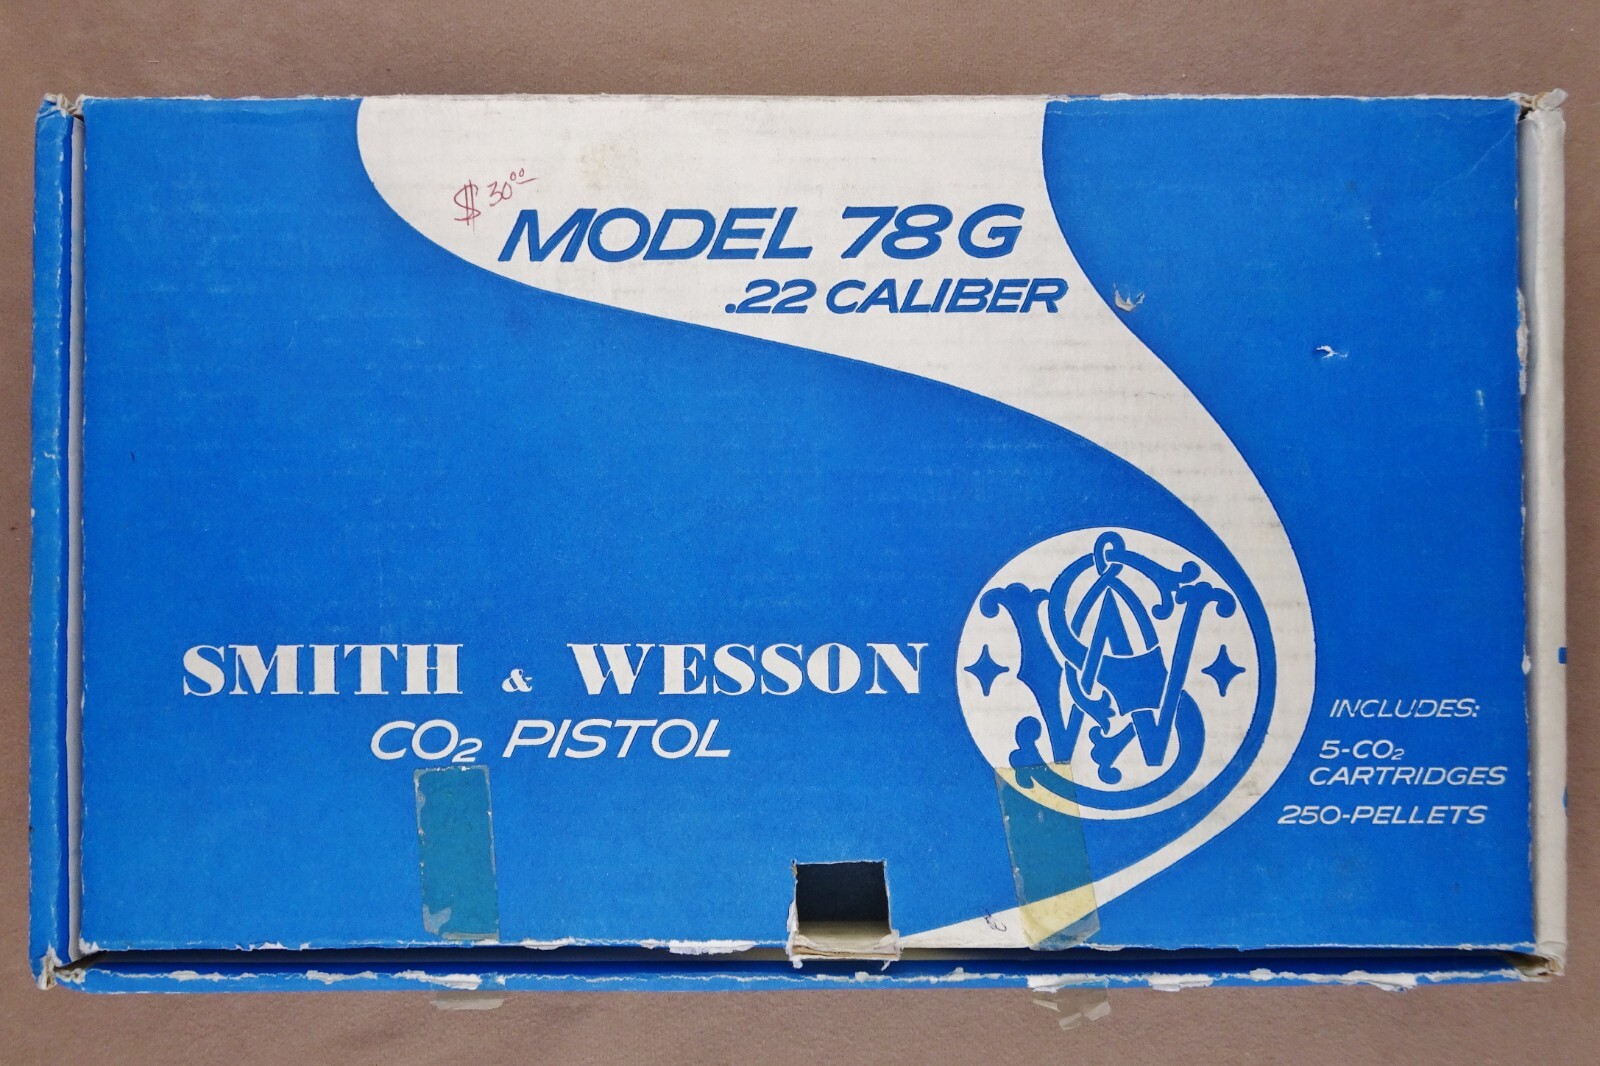 $30.00
MODEL 78G
.22 CALIBER
SMITH & WESSON
CO2 PISTOL
INCLUDES:
5-CO2
CARTRIDGES
250-PELLETS